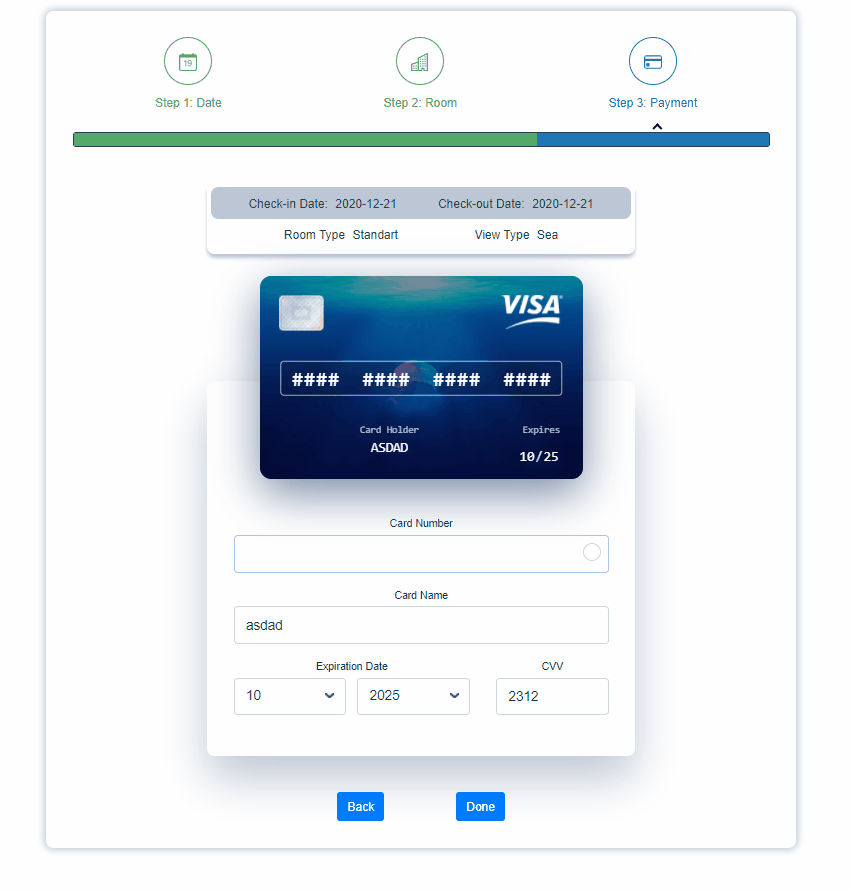 19
Step 1: Date Step 2: Room Step 3: Payment
Check-in Date: 2020-12-21 Check-out Date: 2020-12-21
Room Type Standart View Type Sea
VISA
#### #### #### ####
Card Holder Expires
ASDAD 10/25
Card Number
Card Name
asdad
Expiration Date CVV
10 2025 2312
Back Done